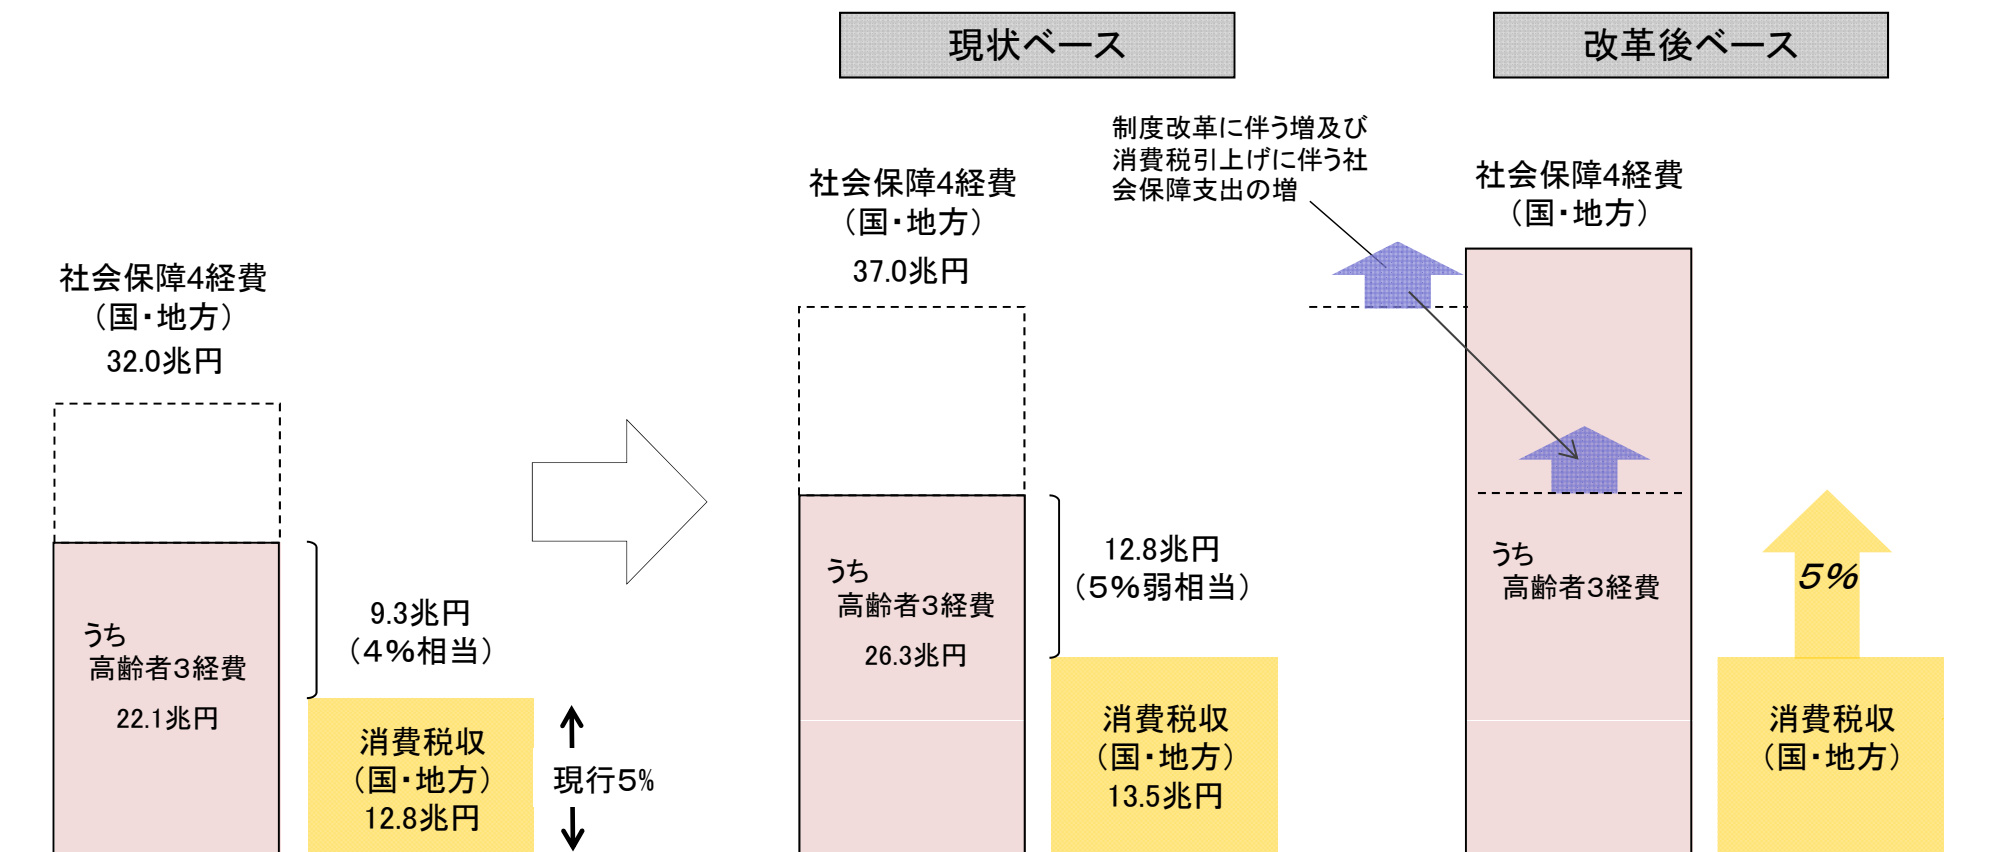 現状ベース
改革後ベース
制度改革に伴う増及び
消費税引上げに伴う社
会保障支出の増
社会保障4経費
（国・地方）
32.0兆円
うち
高齢者３経費
22.1兆円
9.3兆円
（４％相当）
消費税収
（国・地方）
12.8兆円
現行５％
社会保障4経費
（国・地方）
37.0兆円
うち
高齢者３経費
26.3兆円
12.8兆円
（５％弱相当）
消費税収
（国・地方）
13.5兆円
社会保障4経費
（国・地方）
うち
高齢者３経費
5％
消費税収
（国・地方）